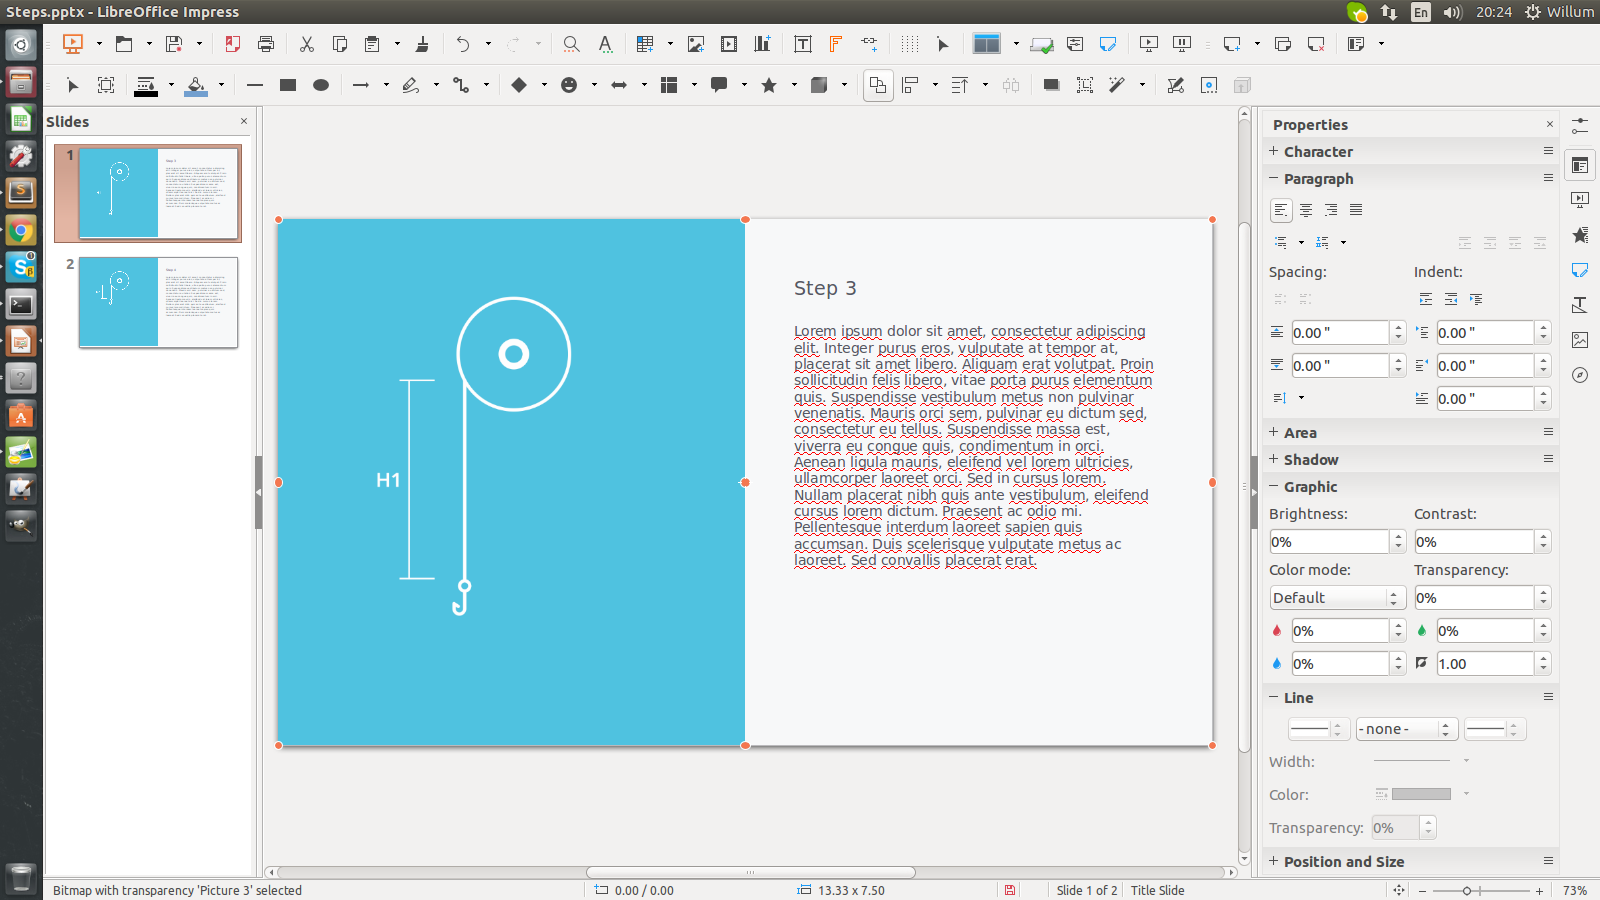 Steps.pptx - LibreOffice Impress
En
20:24
Willum
Slides
1
2
Step 3
Lorem ipsum dolor sit amet, consectetur adipiscing
elit. Integer purus eros, vulputate at tempor at,
placerat sit amet libero. Aliquam erat volutpat. Proin
sollicitudin felis libero, vitae porta purus elementum
quis. Suspendisse vestibulum metus non pulvinar
venenatis. Mauris orci sem, pulvinar eu dictum sed,
consectetur eu tellus. Suspendisse massa est,
viverra eu congue quis, condimentum in orci.
Aenean ligula mauris, eleifend vel lorem ultricies,
ullamcorper laoreet orci. Sed in cursus lorem.
Nullam placerat nibh quis ante vestibulum, eleifend
cursus lorem dictum. Praesent ac odio mi.
Pellentesque interdum laoreet sapien quis
accumsan. Duis scelerisque vulputate metus ac
laoreet. Sed convallis placerat erat.
H1
Properties
Character
Paragraph
Spacing: Indent:
0.00 " 0.00 "
0.00 " 0.00 "
0.00 "
Area
Shadow
Graphic
Brightness: Contrast:
0% 0%
Color mode: Transparency:
Default 0%
0% 0%
0% 1.00
Line
- none -
Width:
Color:
Transparency: 0%
Position and Size
Bitmap with transparency 'Picture 3' selected
0.00 / 0.00
13.33 x 7.50
Slide 1 of 2
Title Slide
73%